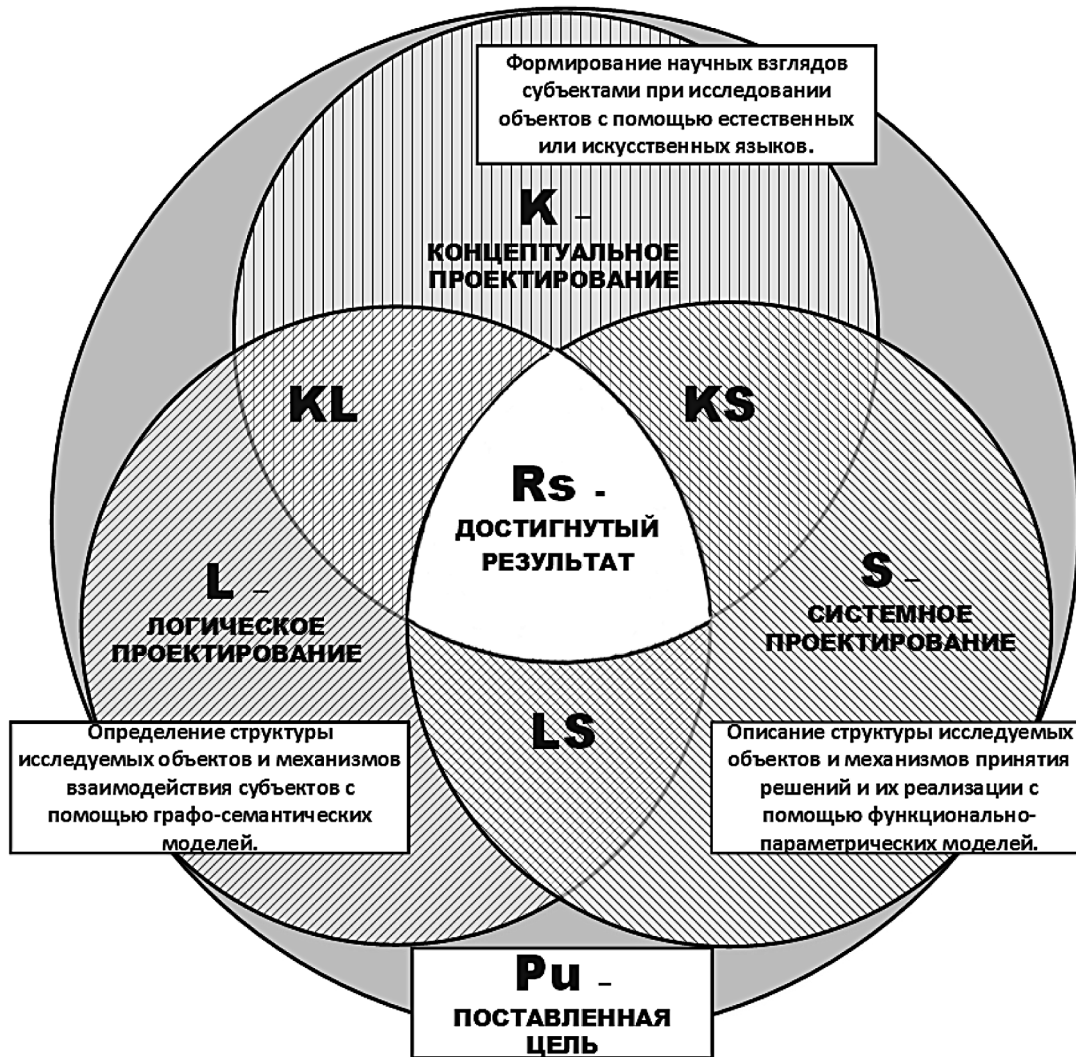 Формирование научных взглядов
субъектами при исследовании
объектов с помощью естественных
или искусственных языков.
K –
КОНЦЕПТУАЛЬНОЕ
ПРОЕКТИРОВАНИЕ
KL
KS
Rs -
ДОСТИГНУТЫЙ
РЕЗУЛЬТАТ
L –
ЛОГИЧЕСКОЕ
ПРОЕКТИРОВАНИЕ
S –
СИСТЕМНОЕ
ПРОЕКТИРОВАНИЕ
LS
Определение структуры
исследуемых объектов и механизмов
взаимодействия субъектов с
помощью графо-семантических
моделей.
Описание структуры исследуемых
объектов и механизмов принятия
решений и их реализации с
помощью функционально-
параметрических моделей.
Pu –
ПОСТАВЛЕННАЯ
ЦЕЛЬ